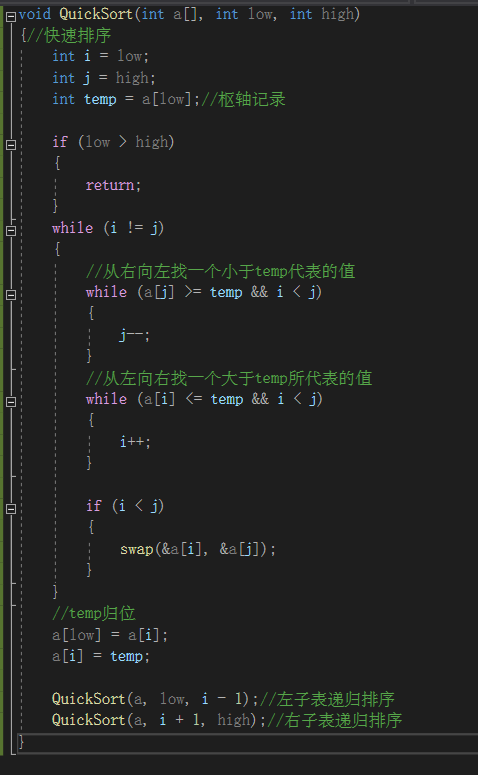 void QuickSort(int a[], int low, int high)
{//快速排序
    int i = low;
    int j = high;
    int temp = a[low];//枢轴记录

    if (low > high)
    {
        return;
    }
    while (i != j)
    {
        //从右向左找一个小于temp代表的值
        while (a[j] >= temp && i < j)
        {
            j--;
        }
        //从左向右找一个大于temp所代表的值
        while (a[i] <= temp && i < j)
        {
            i++;
        }

        if (i < j)
        {
            swap(&a[i], &a[j]);
        }
    }
    //temp归位
    a[low] = a[i];
    a[i] = temp;

    QuickSort(a, low, i - 1);//左子表递归排序
    QuickSort(a, i + 1, high);//右子表递归排序
}